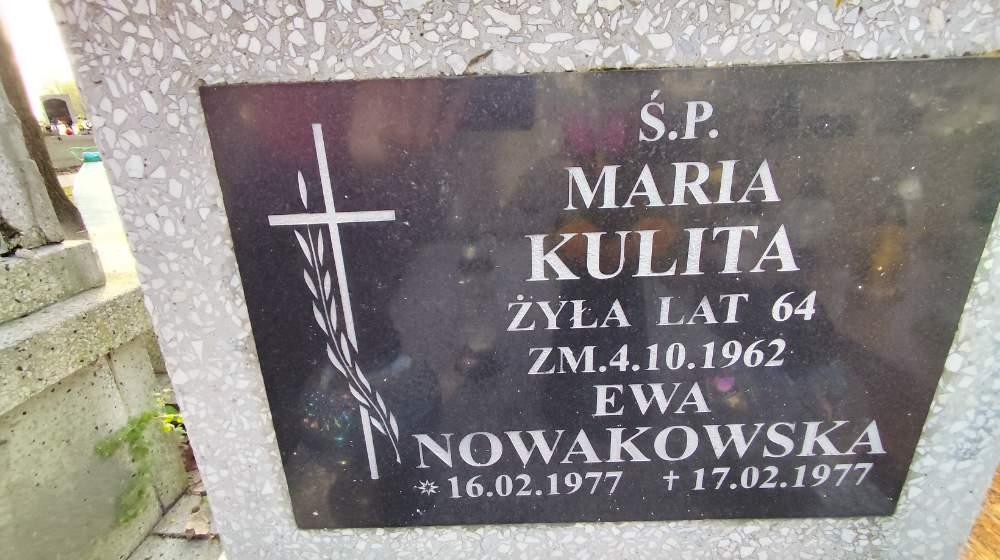 Ś.P.
MARIA
KULITA
ŻYŁA LAT 64
ZM.4.10.1962
EWA
NOWAKOWSKA
* 16.02.1977 † 17.02.1977